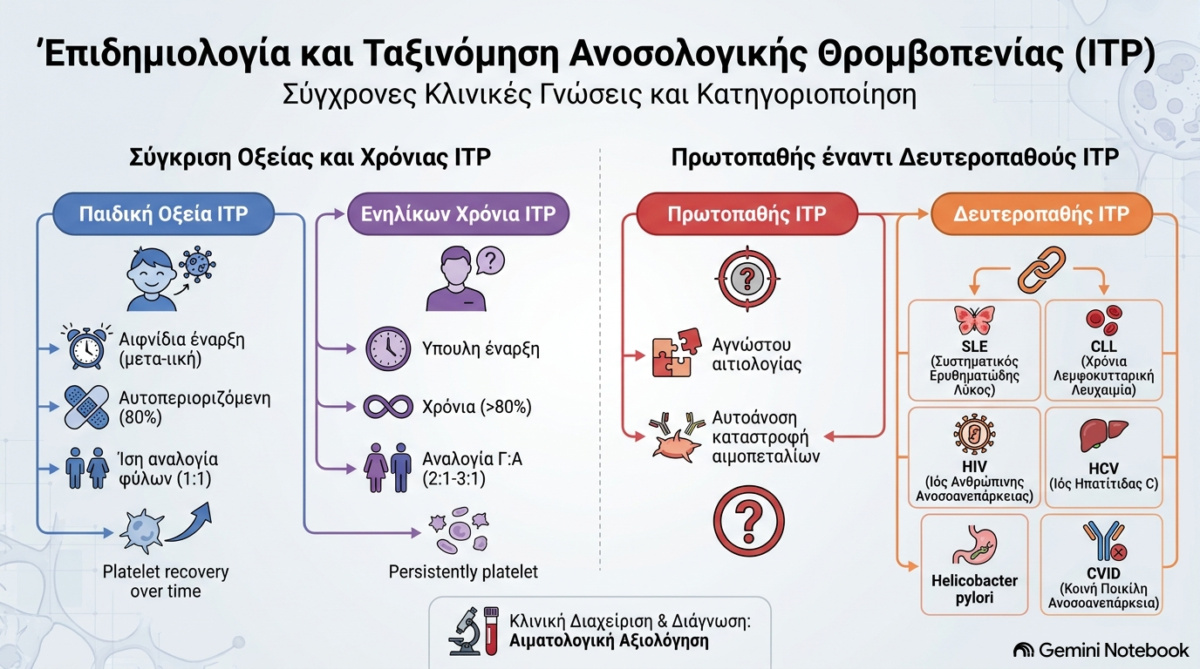 Έπιδημιολογία και Ταξινόμηση Ανοσολογικής Θρομβοπενίας (ITP)
Σύγχρονες Κλινικές Γνώσεις και Κατηγοριοποίηση
Σύγκριση Οξείας και Χρόνιας ITP
Παιδική Οξεία ITP
Ενηλίκων Χρόνια ITP
?
Αιφνίδια έναρξη
(μετα-ιική)
Υπουλη έναρξη
Αυτοπεριοριζόμενη
(80%)
Χρόνια (>80%)
Ίση αναλογία
φύλων (1:1)
Αναλογία Γ:Α
(2:1-3:1)
Platelet recovery
over time
Persistently platelet
Πρωτοπαθής έναντι Δευτεροπαθούς ITP
Πρωτοπαθής ITP
?
Αγνώστου
αιτιολογίας
Αυτοάνοση
καταστροφή
αιμοπεταλίων
?
Δευτεροπαθής ITP
SLE
(Συστηματικός
Ερυθηματώδης
Λύκος)
CLL
(Χρόνια
Λεμφοκυτταρική
Λευχαιμία)
HIV
(Ιός Ανθρώπινης
Ανοσοανεπάρκειας)
HCV
(Ιός Ηπατίτιδας C)
Helicobacter
pylori
CVID
(Κοινή Ποικίλη
Ανοσοανεπάρκεια)
Κλινική Διαχείριση & Διάγνωση:
Αιματολογική Αξιολόγηση
Gemini Notebook